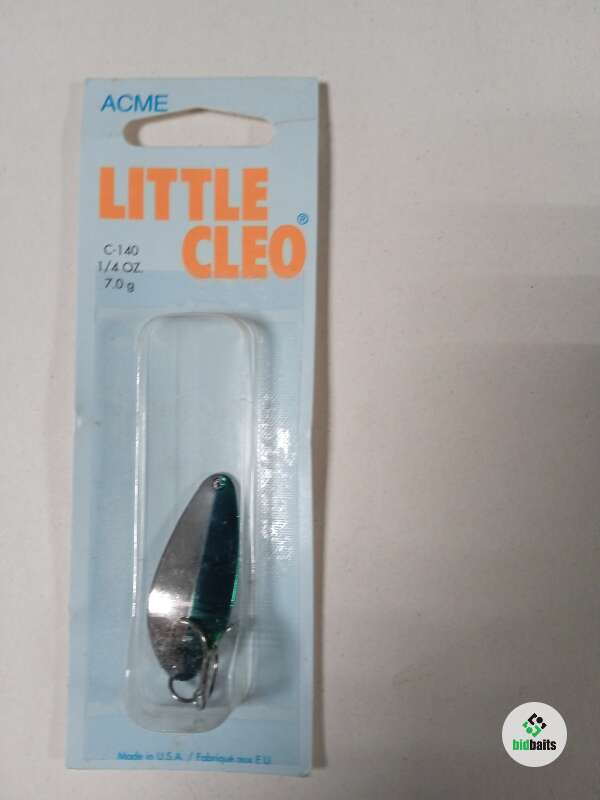 ACME
LITTLE
CLEO®
C-140
1/4 OZ.
7.0 g
Made in U.S.A. / Fabriqué aux E.U.
bidbaits